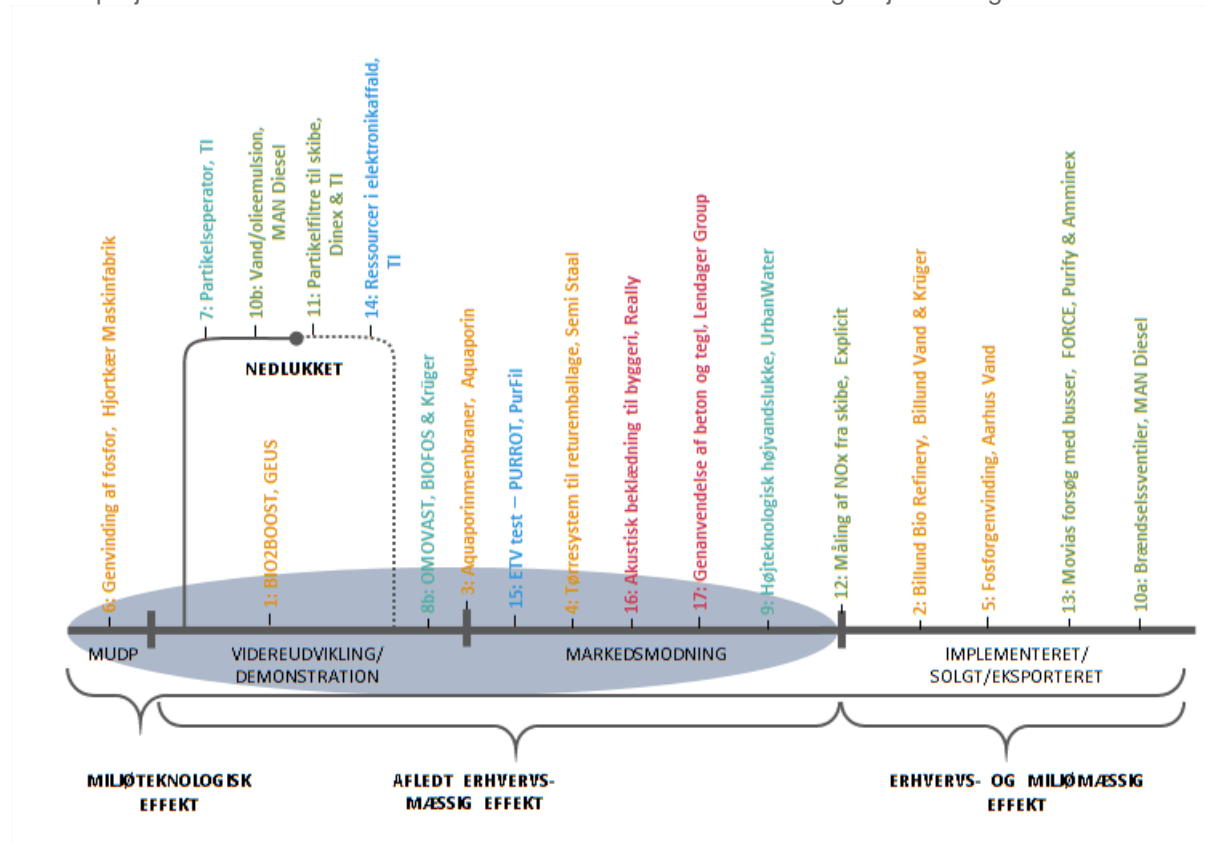 7: Partikelseperator, TI
10b: Vand/olieemulsion,
MAN Diesel
11: Partikelfiltre til skibe,
Dinex & TI
14: Ressourcer i elektronikaffald,
TI
NEDLUKKET
6: Genvinding af fosfor, Hjortkær Maskinfabrik
1: BIO2BOOST, GEUS
8b: OMOVAST, BIOFOS & Krüger
3: Aquaporinmembraner, Aquaporin
15: ETV test – PURROT, PurFil
4: Tørresystem til returemballage, Semi Staal
16: Akustisk beklædning til byggeri, Really
17: Genanvendelse af beton og tegl, Lendager Group
9: Højteknologisk højvandslukke, UrbanWater
12: Måling af NOx fra skibe, Explicit
2: Billund Bio Refinery, Billund Vand & Krüger
5: Fosforgenvinding, Aarhus Vand
13: Movias forsøg med busser, FORCE, Purify & Amminex
10a: Brændselssventiler, MAN Diesel
MUDP
VIDEREUDVIKLING/
DEMONSTRATION
MARKEDSMODNING
IMPLEMENTERET/
SOLGT/EKSPORTERET
MILJØTEKNOLOGISK
EFFEKT
AFLEDT ERHVERVS-
MÆSSIG EFFEKT
ERHVERVS- OG MILJØMÆSSIG
EFFEKT